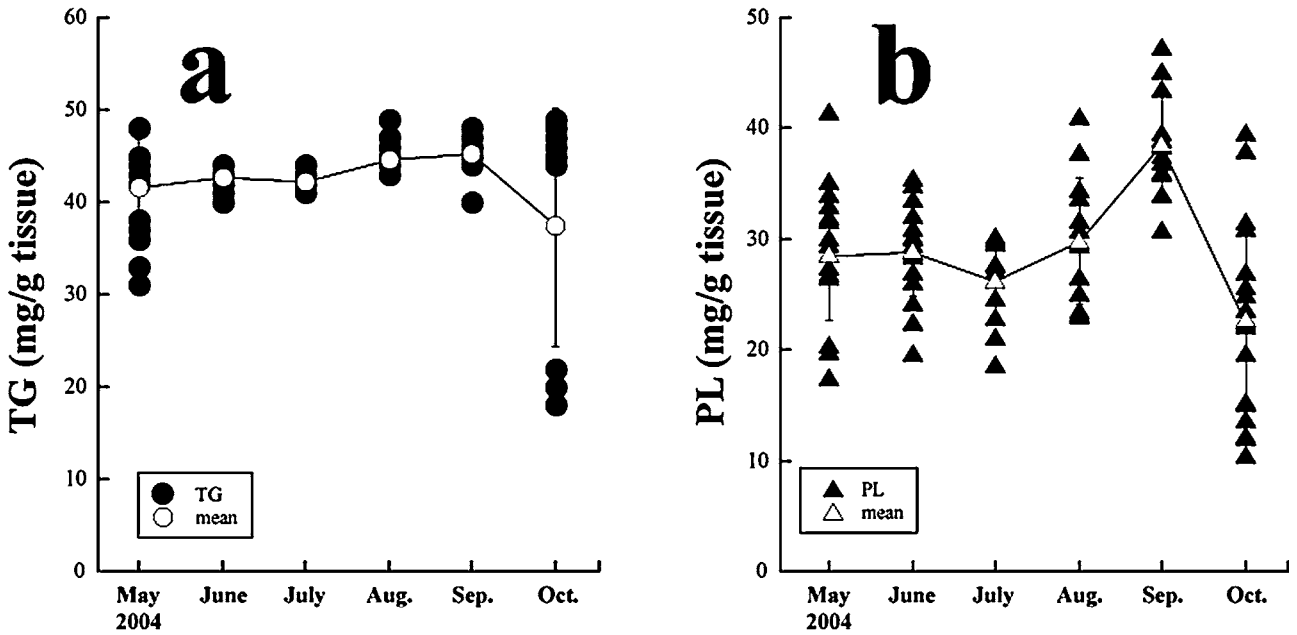 a
TG (mg/g tissue)
60
50
40
30
20
10
0
TG
mean
May June July Aug. Sep. Oct.
2004
b
PL (mg/g tissue)
50
40
30
20
10
0
PL
mean
May June July Aug. Sep. Oct.
2004